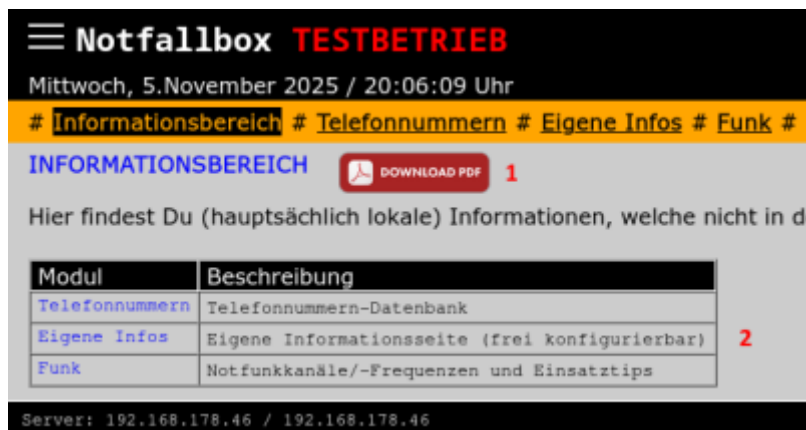 Notfallbox TESTBETRIEB
Mittwoch, 5.November 2025 / 20:06:09 Uhr
# Informationsbereich # Telefonnummern # Eigene Infos # Funk #
INFORMATIONSBEREICH DOWNLOAD PDF 1
Hier findest Du (hauptsächlich lokale) Informationen, welche nicht in d
Modul Beschreibung
Telefonnummern Telefonnummern-Datenbank
Eigene Infos Eigene Informationsseite (frei konfigurierbar) 2
Funk Notfunkkanäle/-Frequenzen und Einsatztips
Server: 192.168.178.46 / 192.168.178.46